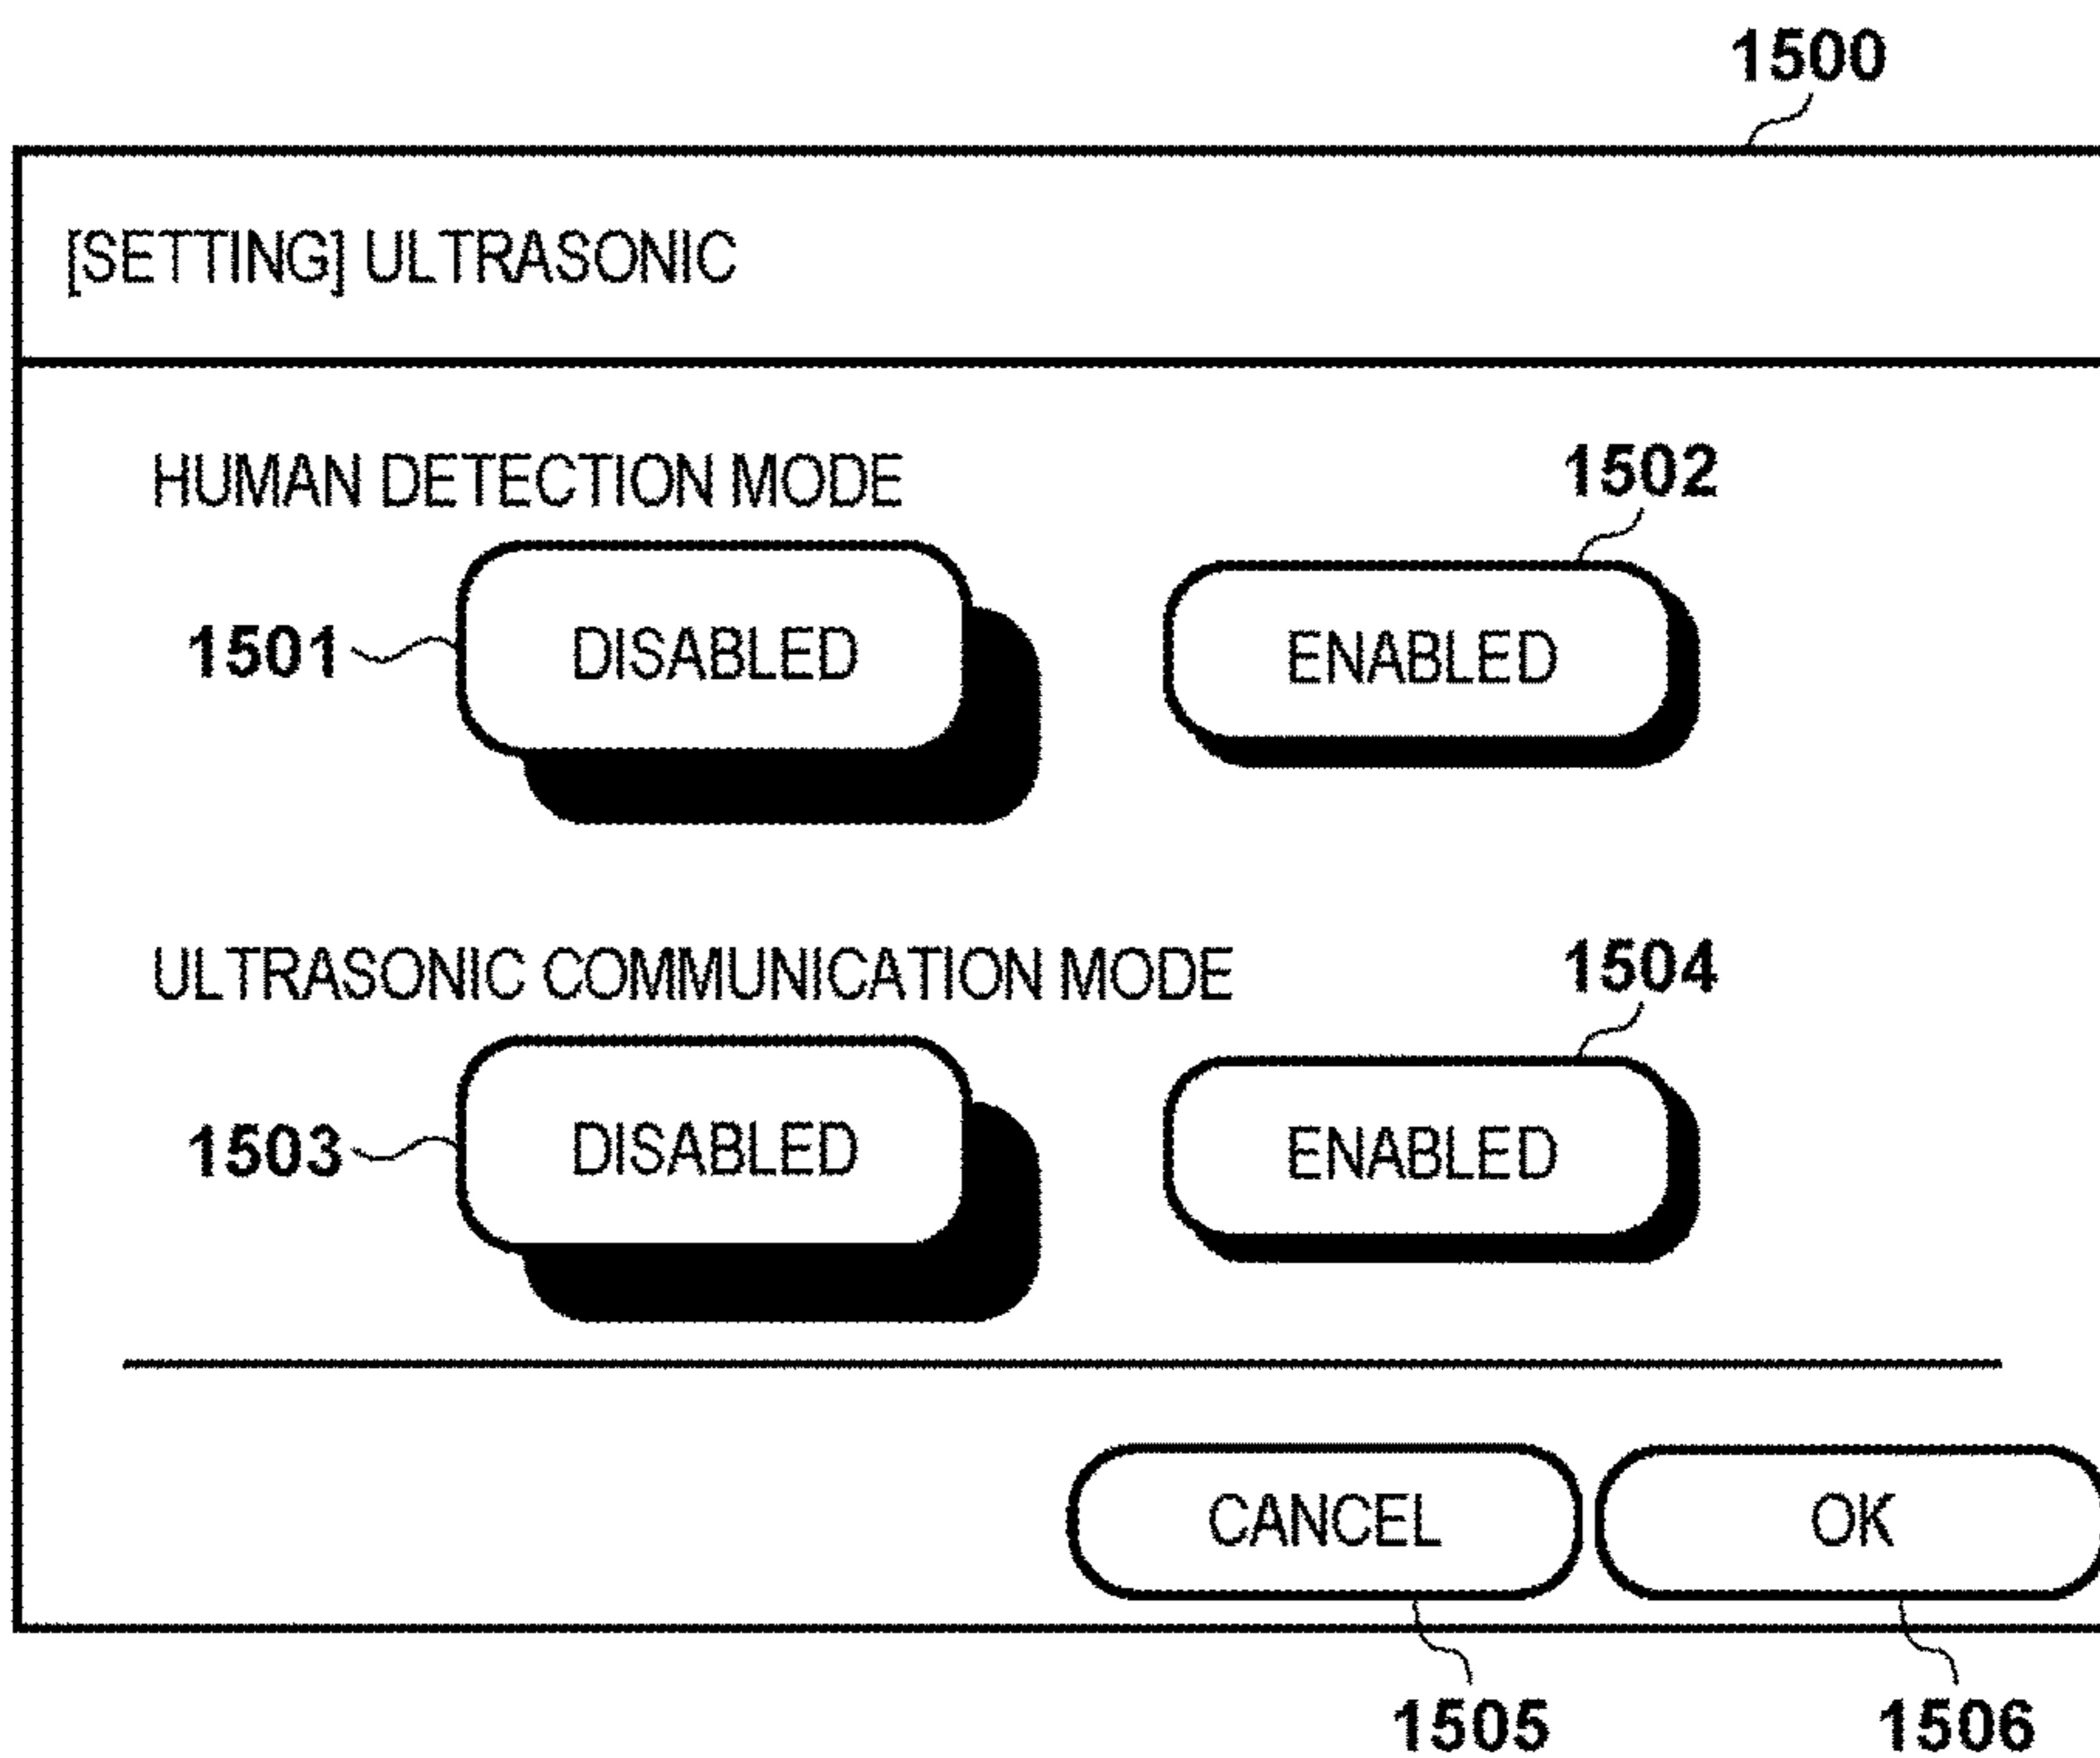 1500
[SETTING] ULTRASONIC
HUMAN DETECTION MODE
1502
1501
DISABLED
ENABLED
ULTRASONIC COMMUNICATION MODE
1504
1503
DISABLED
ENABLED
CANCEL
OK
1505
1506